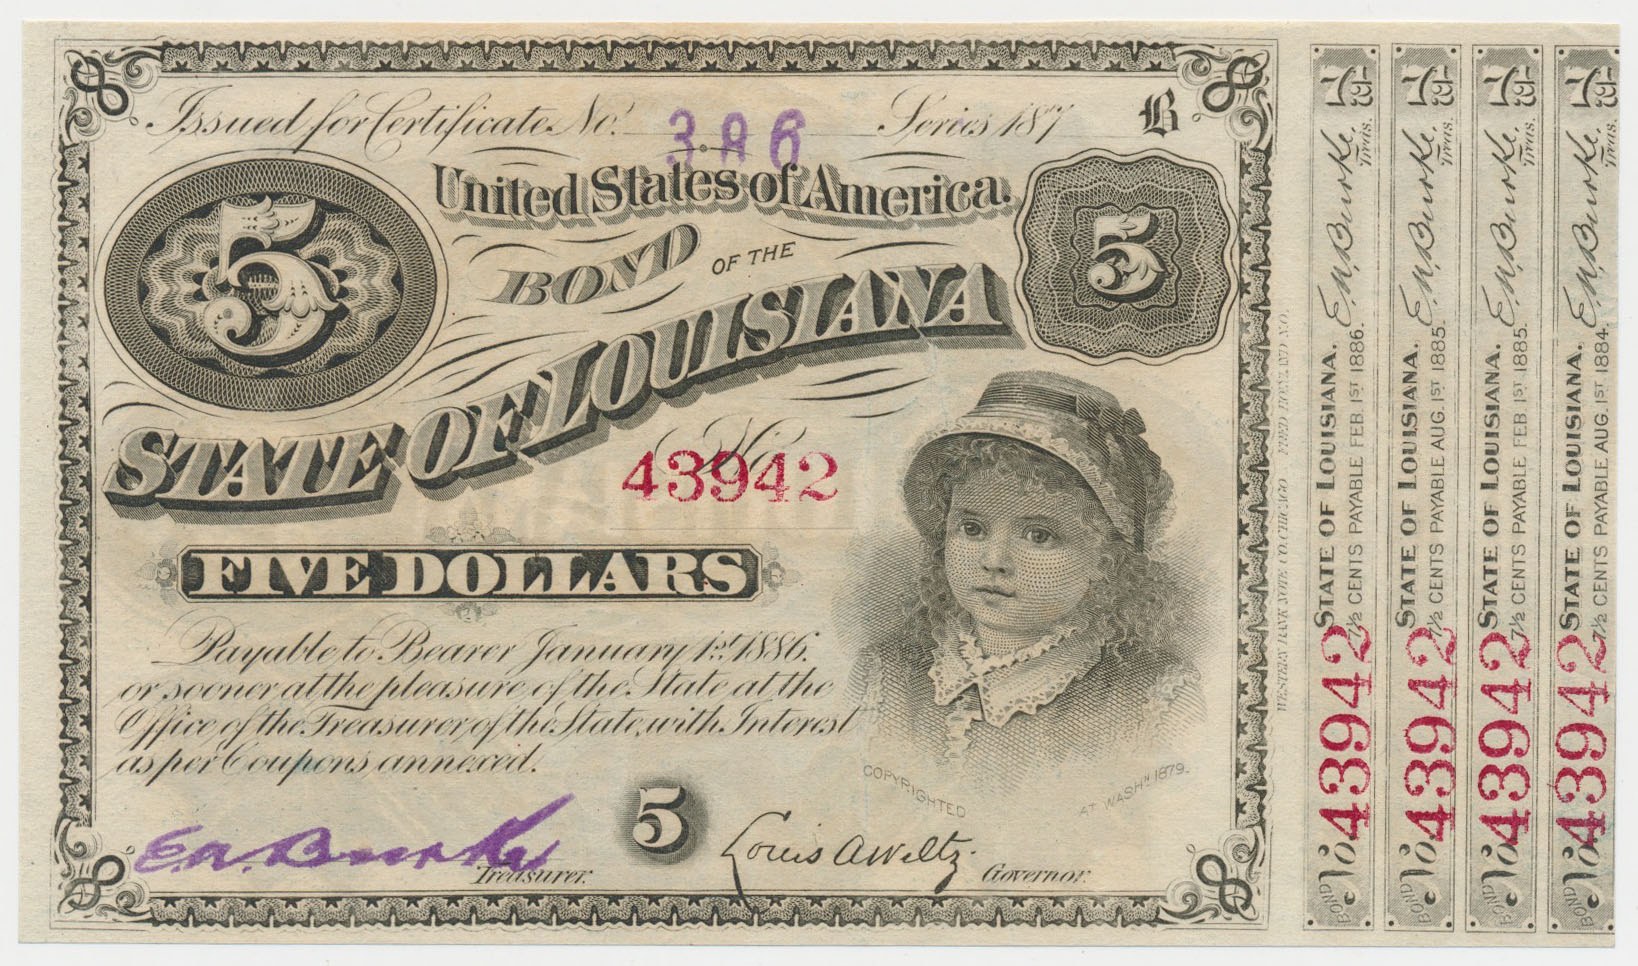 Issued for Certificate No. 386 Series 187 B
United States of America.
5
BOND OF THE
5
STATE OF LOUISIANA
No
43942
FIVE DOLLARS
Payable to Bearer January 1st 1886.
or sooner at the pleasure of the State at the
Office of the Treasurer of the State, with Interest
as per Coupons annexed.
COPYRIGHTED AT WASHN 1879.
E.A. Burke
Treasurer.
5
Louis A Wiltz
Governor.
WESTERN BANK NOTE CO. CHICAGO
BOND No 43942
STATE OF LOUISIANA.
7½ CENTS PAYABLE FEB 1ST 1886.
E.A. Burke,
Treas.
7½
BOND No 43942
STATE OF LOUISIANA.
7½ CENTS PAYABLE AUG. 1ST 1885.
E.A. Burke,
Treas.
7½
BOND No 43942
STATE OF LOUISIANA.
7½ CENTS PAYABLE FEB 1ST 1885.
E.A. Burke,
Treas.
7½
BOND No 43942
STATE OF LOUISIANA.
7½ CENTS PAYABLE AUG. 1ST 1884.
E.A. Burke,
Treas.
7½